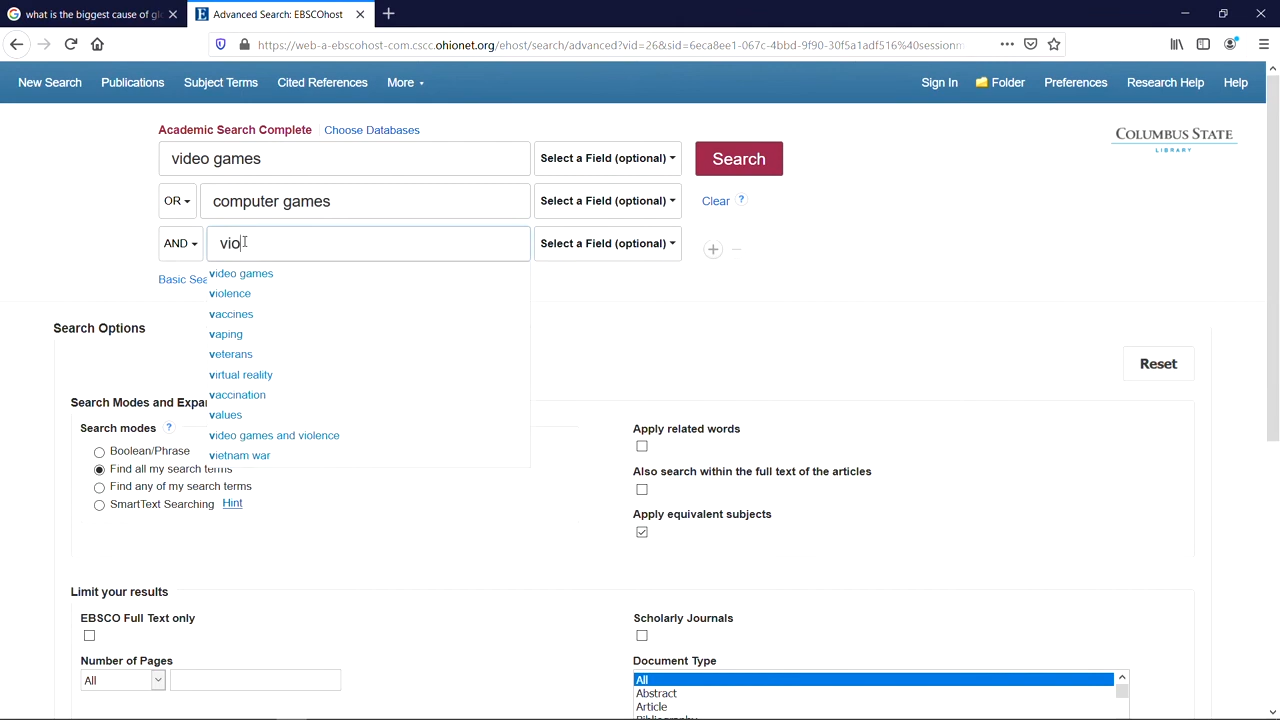 what is the biggest cause of gl
Advanced Search: EBSCOhost
https://web-a-ebscohost-com.cscc.ohionet.org/ehost/search/advanced?vid=26&sid=6eca8ee1-067c-4bbd-9f90-30f5a1adf516%40sessionm
New Search Publications Subject Terms Cited References More Sign In Folder Preferences Research Help Help
Academic Search Complete Choose Databases
COLUMBUS STATE
LIBRARY
video games Select a Field (optional) Search
OR computer games Select a Field (optional) Clear ?
AND vio Select a Field (optional)
Basic Sea
video games
violence
vaccines
vaping
veterans
virtual reality
vaccination
values
video games and violence
vietnam war
Search Options
Reset
Search Modes and Expa
Search modes ?
Boolean/Phrase
Find all my search terms
Find any of my search terms
SmartText Searching Hint
Apply related words
Also search within the full text of the articles
Apply equivalent subjects
Limit your results
EBSCO Full Text only
Scholarly Journals
Number of Pages
All
Document Type
All
Abstract
Article
Bibliography